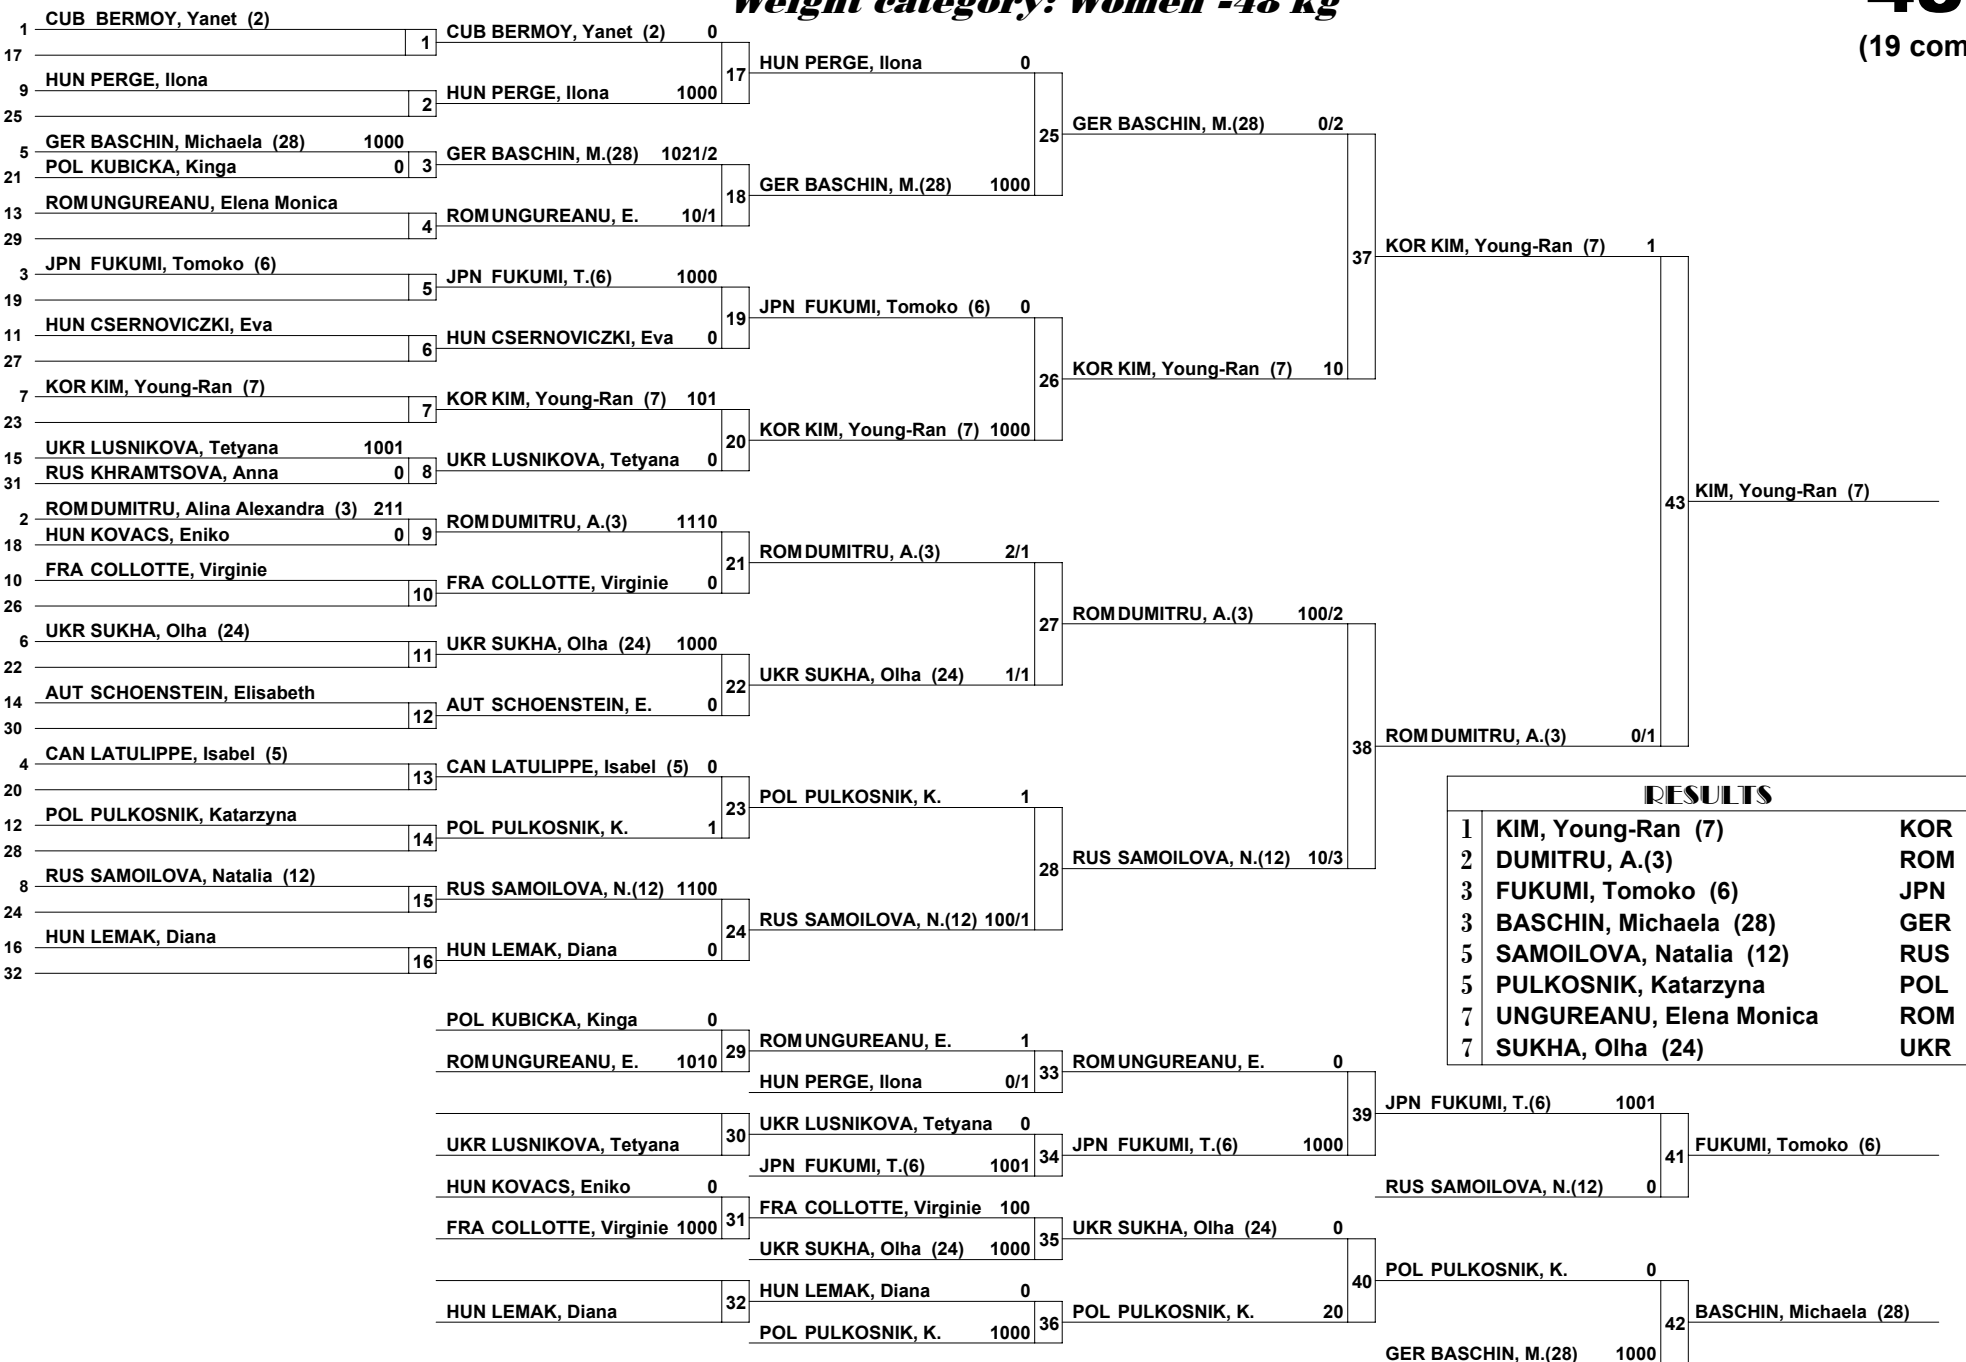 Weight category: Women -48 kg
(19 com
1 CUB BERMOY, Yanet (2)
17
1
9 HUN PERGE, Ilona
25
2
5 GER BASCHIN, Michaela (28) 1000
21 POL KUBICKA, Kinga 0
3
13 ROM UNGUREANU, Elena Monica
29
4
3 JPN FUKUMI, Tomoko (6)
19
5
11 HUN CSERNOVICZKI, Eva
27
6
7 KOR KIM, Young-Ran (7)
23
7
15 UKR LUSNIKOVA, Tetyana 1001
31 RUS KHRAMTSOVA, Anna 0
8
2 ROM DUMITRU, Alina Alexandra (3) 211
18 HUN KOVACS, Eniko 0
9
10 FRA COLLOTTE, Virginie
26
10
6 UKR SUKHA, Olha (24)
22
11
14 AUT SCHOENSTEIN, Elisabeth
30
12
4 CAN LATULIPPE, Isabel (5)
20
13
12 POL PULKOSNIK, Katarzyna
28
14
8 RUS SAMOILOVA, Natalia (12)
24
15
16 HUN LEMAK, Diana
32
16
CUB BERMOY, Yanet (2) 0
17
HUN PERGE, Ilona 1000
GER BASCHIN, M.(28) 1021/2
18
ROM UNGUREANU, E. 10/1
JPN FUKUMI, T.(6) 1000
19
HUN CSERNOVICZKI, Eva 0
KOR KIM, Young-Ran (7) 101
20
UKR LUSNIKOVA, Tetyana 0
ROM DUMITRU, A.(3) 1110
21
FRA COLLOTTE, Virginie 0
UKR SUKHA, Olha (24) 1000
22
AUT SCHOENSTEIN, E. 0
CAN LATULIPPE, Isabel (5) 0
23
POL PULKOSNIK, K. 1
RUS SAMOILOVA, N.(12) 1100
24
HUN LEMAK, Diana 0
HUN PERGE, Ilona 0
25
GER BASCHIN, M.(28) 1000
JPN FUKUMI, Tomoko (6) 0
26
KOR KIM, Young-Ran (7) 1000
ROM DUMITRU, A.(3) 2/1
27
UKR SUKHA, Olha (24) 1/1
POL PULKOSNIK, K. 1
28
RUS SAMOILOVA, N.(12) 100/1
GER BASCHIN, M.(28) 0/2
37
KOR KIM, Young-Ran (7) 10
ROM DUMITRU, A.(3) 100/2
38
RUS SAMOILOVA, N.(12) 10/3
KOR KIM, Young-Ran (7) 1
43
ROM DUMITRU, A.(3) 0/1
KIM, Young-Ran (7)
RESULTS
1 KIM, Young-Ran (7) KOR
2 DUMITRU, A.(3) ROM
3 FUKUMI, Tomoko (6) JPN
3 BASCHIN, Michaela (28) GER
5 SAMOILOVA, Natalia (12) RUS
5 PULKOSNIK, Katarzyna POL
7 UNGUREANU, Elena Monica ROM
7 SUKHA, Olha (24) UKR
POL KUBICKA, Kinga 0
29
ROM UNGUREANU, E. 1010
30
UKR LUSNIKOVA, Tetyana
HUN KOVACS, Eniko 0
31
FRA COLLOTTE, Virginie 1000
32
HUN LEMAK, Diana
ROM UNGUREANU, E. 1
33
HUN PERGE, Ilona 0/1
UKR LUSNIKOVA, Tetyana 0
34
JPN FUKUMI, T.(6) 1001
FRA COLLOTTE, Virginie 100
35
UKR SUKHA, Olha (24) 1000
HUN LEMAK, Diana 0
36
POL PULKOSNIK, K. 1000
ROM UNGUREANU, E. 0
39
JPN FUKUMI, T.(6) 1000
UKR SUKHA, Olha (24) 0
40
POL PULKOSNIK, K. 20
JPN FUKUMI, T.(6) 1001
41
RUS SAMOILOVA, N.(12) 0
FUKUMI, Tomoko (6)
POL PULKOSNIK, K. 0
42
GER BASCHIN, M.(28) 1000
BASCHIN, Michaela (28)